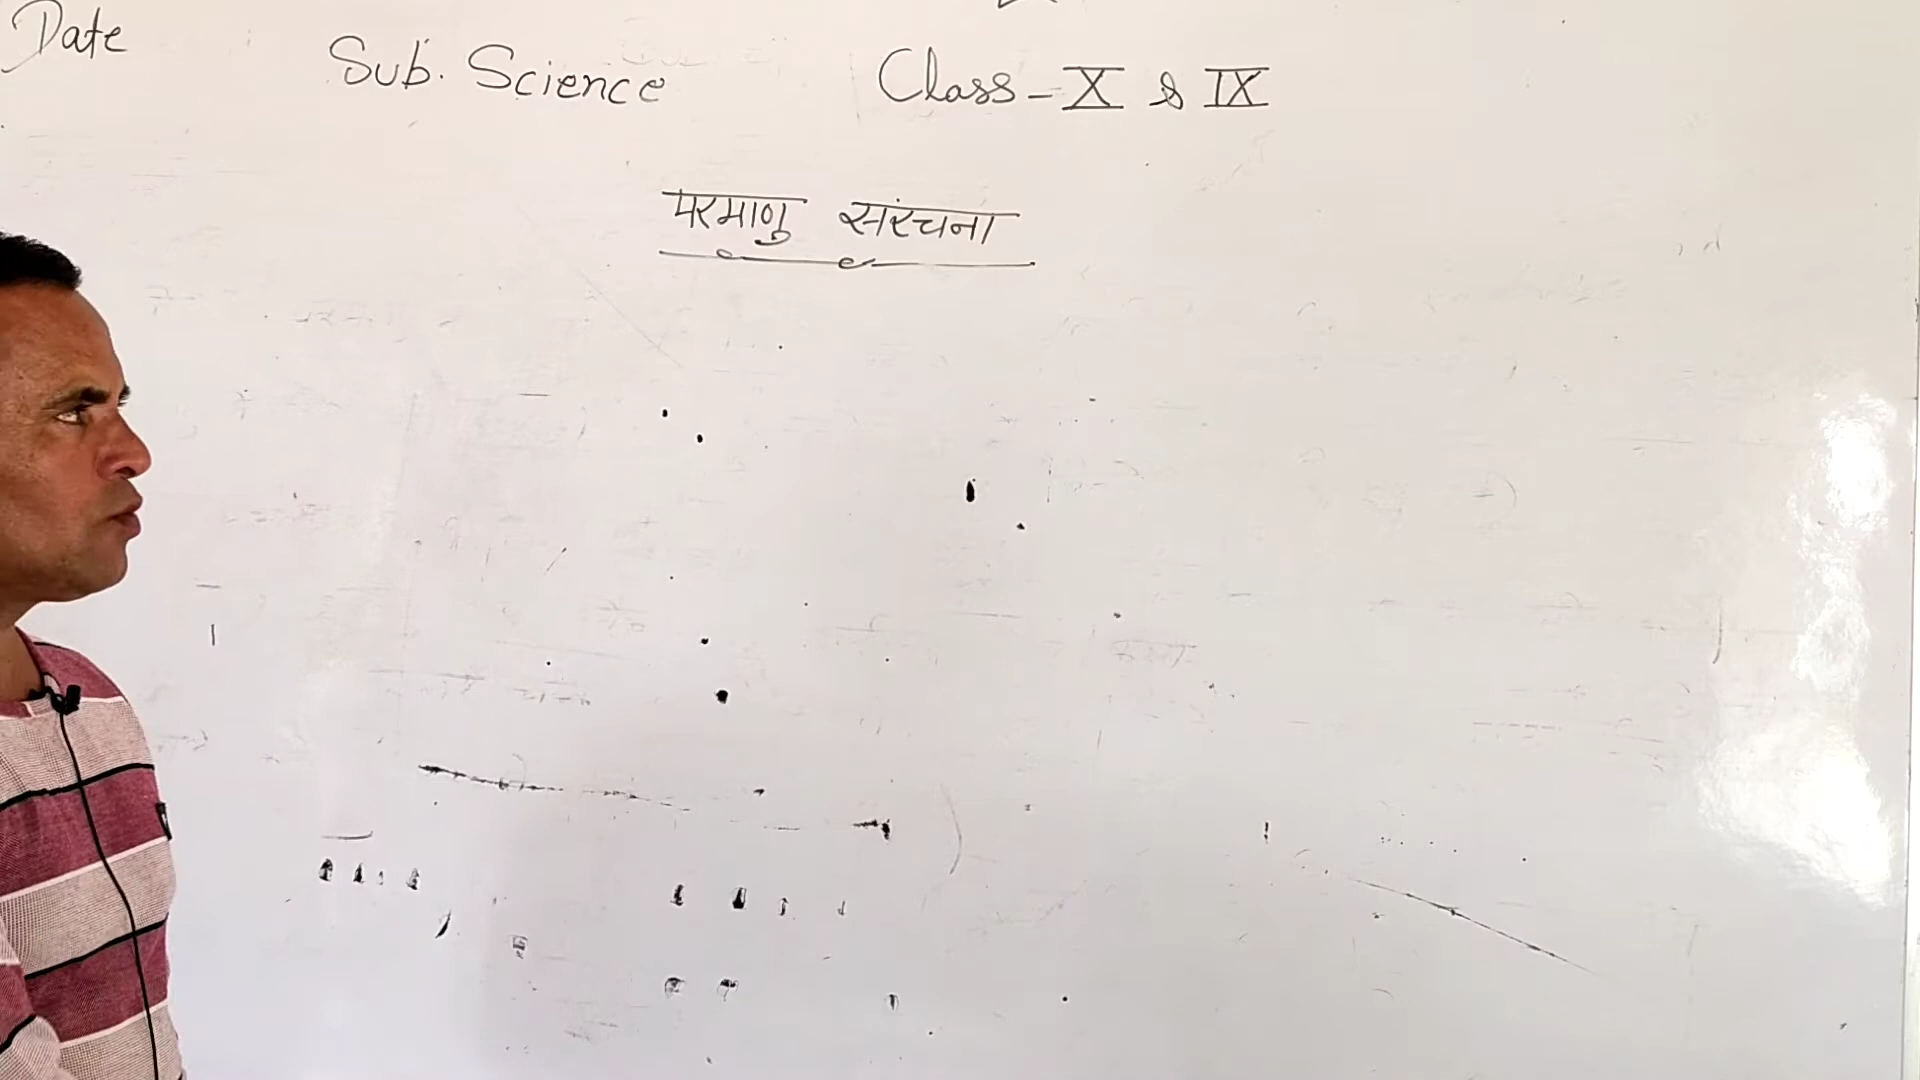 Date
Sub. Science Class - X & IX
परमाणु संरचना